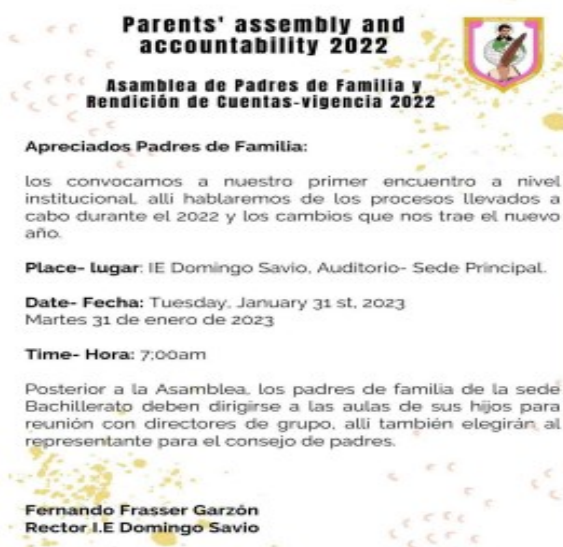 Parents' assembly and
accountability 2022
Asamblea de Padres de Familia y
Rendición de Cuentas-vigencia 2022
Apreciados Padres de Familia:
los convocamos a nuestro primer encuentro a nivel
institucional, alli hablaremos de los procesos llevados a
cabo durante el 2022 y los cambios que nos trae el nuevo
año.
Place- lugar: IE Domingo Savio, Auditorio- Sede Principal.
Date- Fecha: Tuesday, January 31 st, 2023
Martes 31 de enero de 2023
Time- Hora: 7:00am
Posterior a la Asamblea, los padres de familia de la sede
Bachillerato deben dirigirse a las aulas de sus hijos para
reunión con directores de grupo, alli también elegirán al
representante para el consejo de padres.
Fernando Frasser Garzón
Rector I.E Domingo Savio